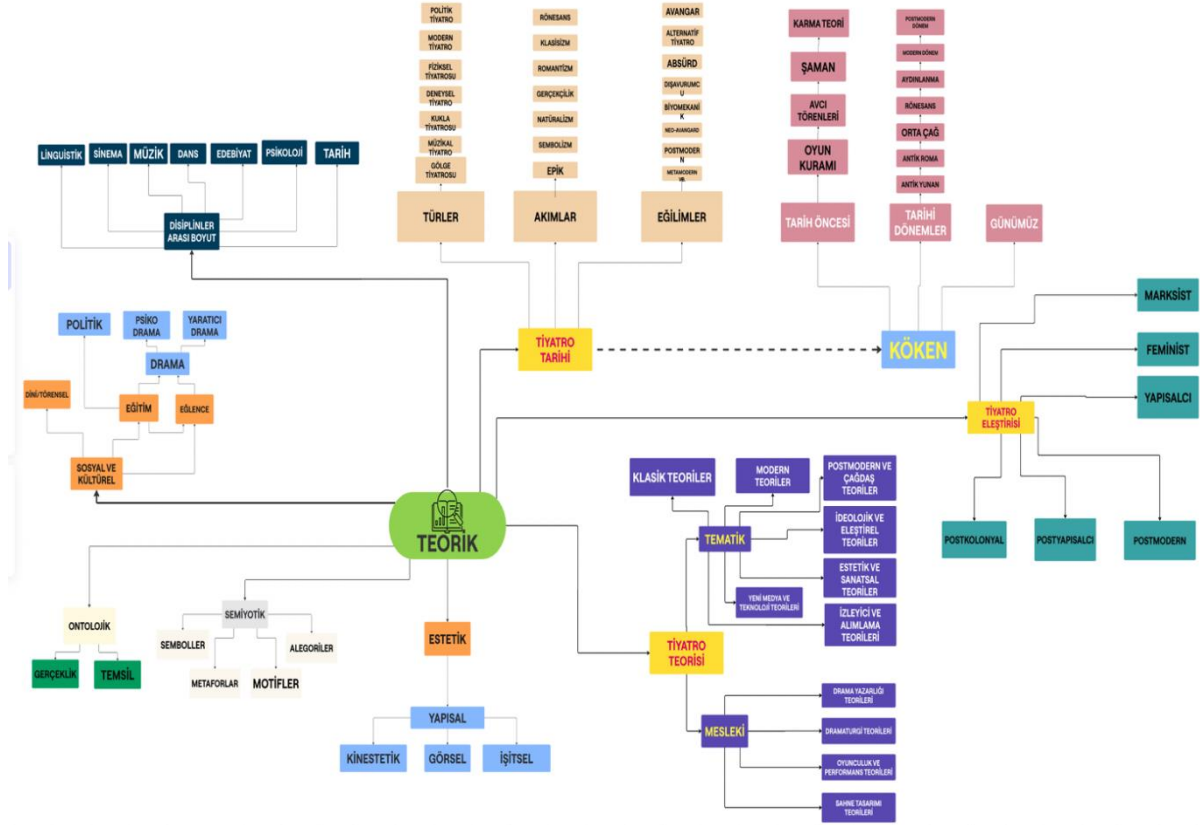 POLİTİK
TİYATRO
MODERN
TİYATRO
FİZİKSEL
TİYATROSU
DENEYSEL
TİYATRO
KUKLA
TİYATROSU
MÜZİKAL
TİYATRO
GÖLGE
TİYATROSU
TÜRLER
RÖNESANS
KLASİSİZM
ROMANTİZM
GERÇEKÇİLİK
NATÜRALİZM
SEMBOLİZM
EPİK
AKIMLAR
AVANGAR
ALTERNATİF
TİYATRO
ABSÜRD
DIŞAVURUMC
U
BİYOMEKANİ
K
NEO-AVANGARD
POSTMODER
N
METAMODERN
VB.
EĞİLİMLER
KARMA TEORİ
ŞAMAN
AVCI
TÖRENLERİ
OYUN
KURAMI
TARİH ÖNCESİ
POSTMODERN
DÖNEM
MODERN DÖNEM
AYDINLANMA
RÖNESANS
ORTA ÇAĞ
ANTİK ROMA
ANTİK YUNAN
TARİHİ
DÖNEMLER
GÜNÜMÜZ
LİNGUİSTİK
SİNEMA
MÜZİK
DANS
EDEBİYAT
PSİKOLOJİ
TARİH
DİSİPLİNLER
ARASI BOYUT
TİYATRO
TARİHİ
KÖKEN
POLİTİK
PSİKO
DRAMA
YARATICI
DRAMA
DRAMA
DİNİ/TÖRENSEL
EĞİTİM
EĞLENCE
SOSYAL VE
KÜLTÜREL
MARKSİST
FEMİNİST
YAPISALCI
TİYATRO
ELEŞTİRİSİ
POSTKOLONYAL
POSTYAPISALCI
POSTMODERN
TEORİK
KLASİK TEORİLER
MODERN
TEORİLER
POSTMODERN VE
ÇAĞDAŞ
TEORİLER
TEMATİK
İDEOLOJİK VE
ELEŞTİREL
TEORİLER
ESTETİK VE
SANATSAL
TEORİLER
YENİ MEDYA VE
TEKNOLOJİ TEORİLERİ
İZLEYİCİ VE
ALIMLAMA
TEORİLERİ
TİYATRO
TEORİSİ
MESLEKİ
DRAMA YAZARLIĞI
TEORİLERİ
DRAMATURGİ TEORİLERİ
OYUNCULUK VE
PERFORMANS TEORİLERİ
SAHNE TASARIMI
TEORİLERİ
ONTOLOJİK
GERÇEKLİK
TEMSİL
SEMİYOTİK
SEMBOLLER
ALEGORİLER
METAFORLAR
MOTİFLER
ESTETİK
YAPISAL
KİNESTETİK
GÖRSEL
İŞİTSEL